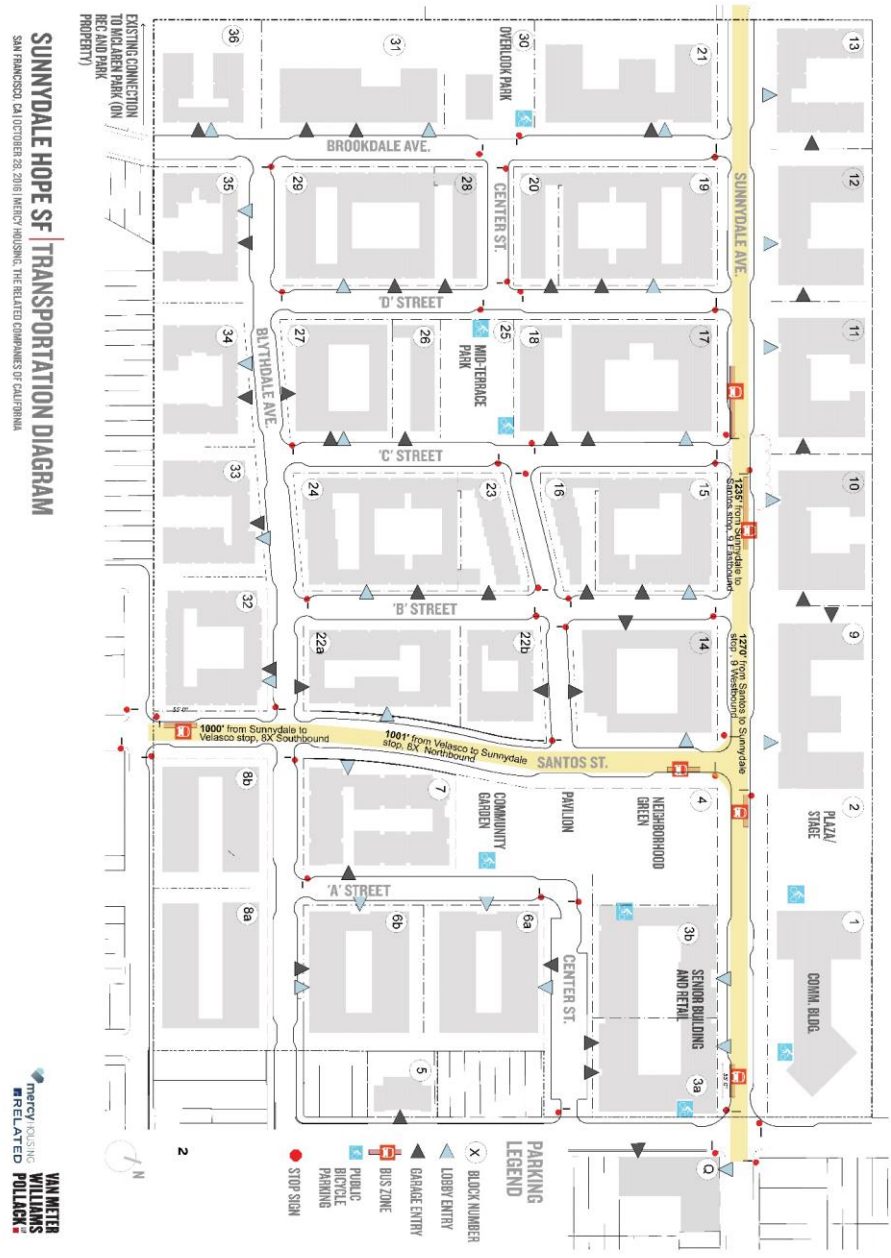 13
12
11
10
9
2
PLAZA/
STAGE
1
COMM. BLDG.
SUNNYDALE AVE.
1235' from Sunnydale to
Santos stop, 9 Eastbound
1270' from Santos to Sunnydale
stop , 9 Westbound
21
30
OVERLOOK PARK
31
36
EXISTING CONNECTION
TO MCLAREN PARK (ON
REC AND PARK
PROPERTY)
BROOKDALE AVE.
19
20
CENTER ST.
28
29
35
'D' STREET
17
18
25
MID-TERRACE
PARK
26
27
BLYTHDALE AVE.
34
'C' STREET
15
16
23
24
33
'B' STREET
14
22b
22a
32
55'-0"
1000' from Sunnydale to
Velasco stop, 8X Southbound
1001' from Velasco to Sunnydale
stop, 8X Northbound
SANTOS ST.
4
NEIGHBORHOOD
GREEN
PAVILION
COMMUNITY
GARDEN
7
8b
'A' STREET
3b
SENIOR BUILDING
AND RETAIL
3a
55'-0"
CENTER ST.
6a
6b
8a
5
Q
PARKING
LEGEND
X BLOCK NUMBER
LOBBY ENTRY
GARAGE ENTRY
BUS ZONE
PUBLIC
BICYCLE
PARKING
STOP SIGN
2
N
SUNNYDALE HOPE SF | TRANSPORTATION DIAGRAM
SAN FRANCISCO, CA | OCTOBER 28, 2016 | MERCY HOUSING, THE RELATED COMPANIES OF CALIFORNIA
mercy HOUSING
RELATED
VAN METER
WILLIAMS
POLLACK LLP